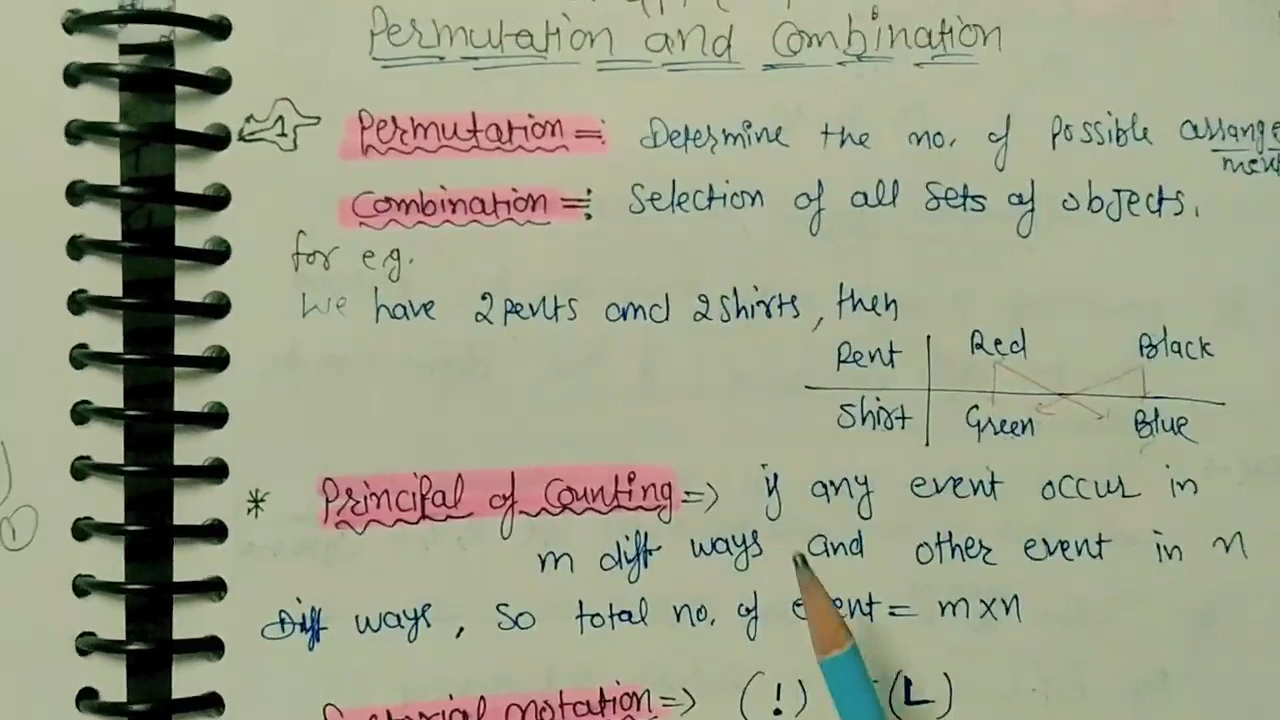 Permutation and Combination
1 Permutation =: Determine the no. of possible arrange
ment
Combination =: Selection of all sets of objects.
for e.g.
We have 2 pents and 2 shirts, then
Pent Red Black
Shirt Green Blue
* Principal of Counting => if any event occur in
m diff ways and other event in n
Diff ways, So total no. of event = m×n
notation => (!) (L)
1